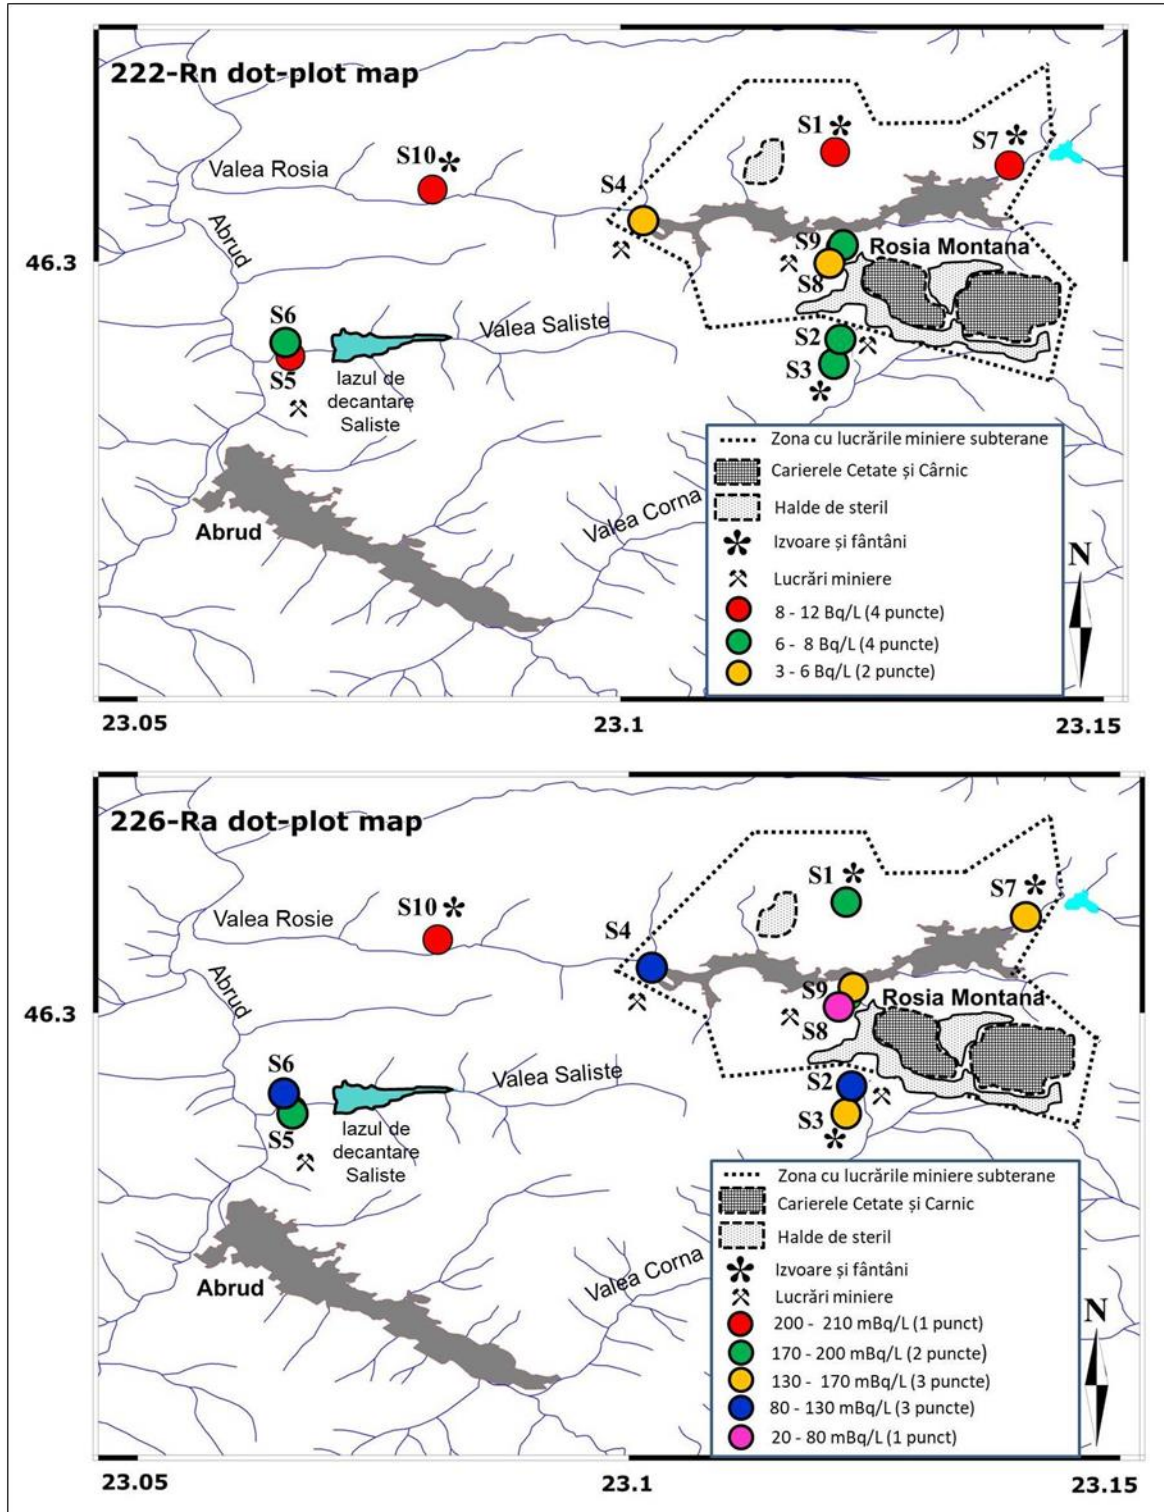 222-Rn dot-plot map
S1
S7
S10
Valea Rosia
S4
Abrud
S9
Rosia Montana
46.3
S8
S6
Valea Saliste
S2
S5
S3
Iazul de
decantare
Saliste
Zona cu lucrările miniere subterane
Carierele Cetate și Cârnic
Halde de steril
Valea Corna
Abrud
Izvoare și fântâni
N
Lucrări miniere
8 - 12 Bq/L (4 puncte)
6 - 8 Bq/L (4 puncte)
3 - 6 Bq/L (2 puncte)
23.05
23.1
23.15
226-Ra dot-plot map
S1
S7
S10
Valea Rosie
S4
Abrud
S9
Rosia Montana
46.3
S8
S6
Valea Saliste
S2
S5
S3
Iazul de
decantare
Saliste
Zona cu lucrările miniere subterane
Carierele Cetate și Carnic
Halde de steril
Valea Corna
Abrud
Izvoare și fântâni
Lucrări miniere
N
200 - 210 mBq/L (1 punct)
170 - 200 mBq/L (2 puncte)
130 - 170 mBq/L (3 puncte)
80 - 130 mBq/L (3 puncte)
20 - 80 mBq/L (1 punct)
23.05
23.1
23.15